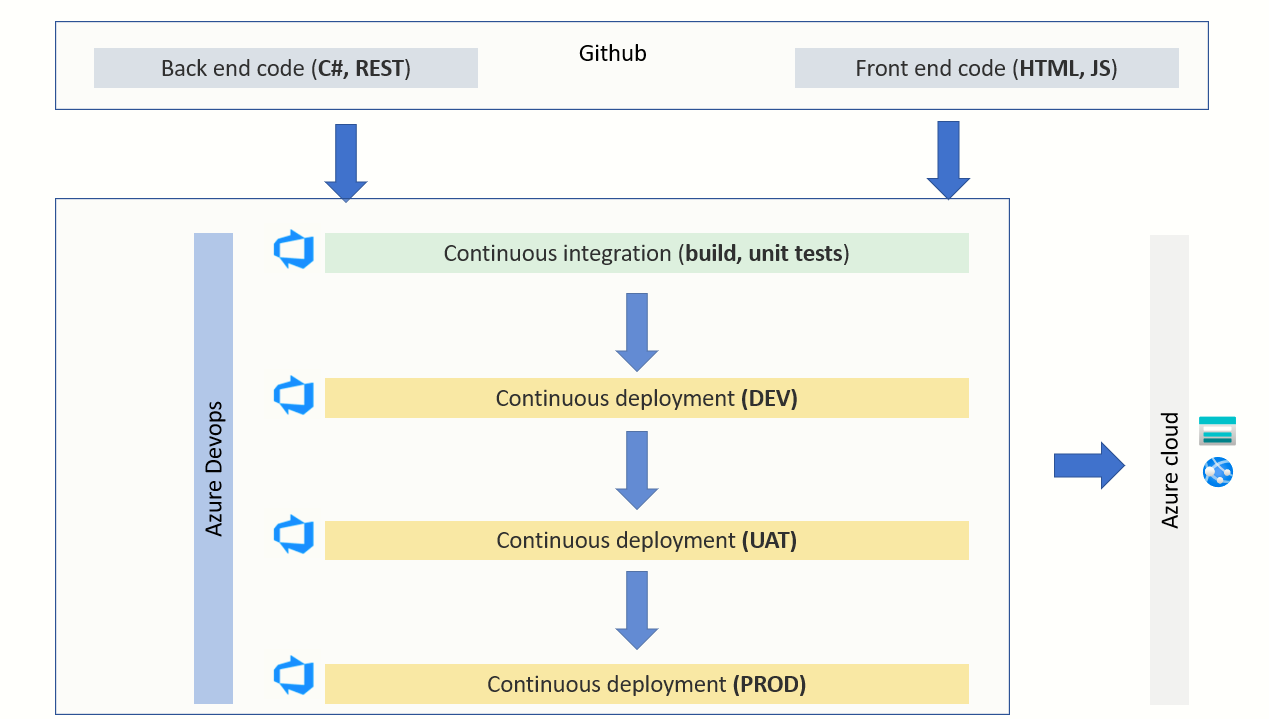 Github
Back end code (C#, REST)
Front end code (HTML, JS)
Azure Devops
Continuous integration (build, unit tests)
Continuous deployment (DEV)
Continuous deployment (UAT)
Continuous deployment (PROD)
Azure cloud